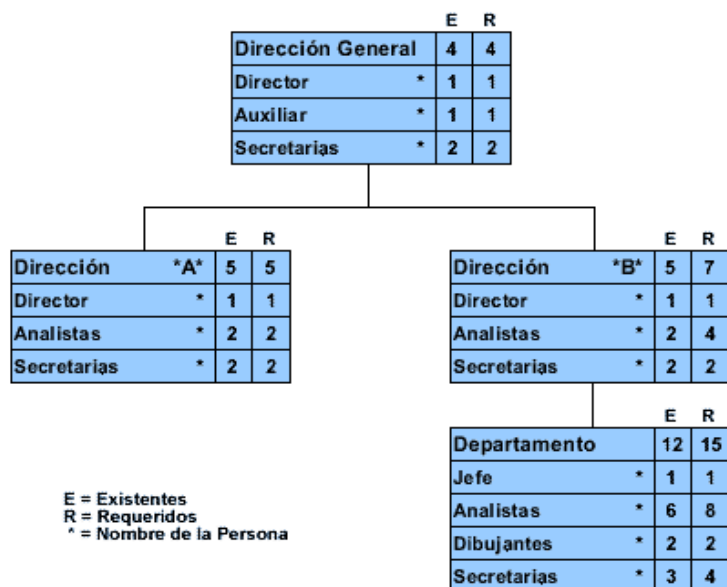 E R
Dirección General 4 4
Director * 1 1
Auxiliar * 1 1
Secretarias * 2 2
E R
Dirección *A* 5 5
Director * 1 1
Analistas * 2 2
Secretarias * 2 2
E R
Dirección *B* 5 7
Director * 1 1
Analistas * 2 4
Secretarias * 2 2
E R
Departamento 12 15
Jefe * 1 1
Analistas * 6 8
Dibujantes * 2 2
Secretarias * 3 4
E = Existentes
R = Requeridos
* = Nombre de la Persona